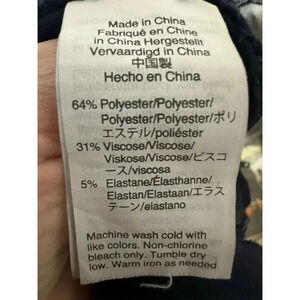 Made in China
Fabriqué en Chine
in China Hergestellt
Vervaardigd in China
中国製
Hecho en China
64% Polyester/Polyester/
Polyester/Polyester/ポリ
エステル/poliéster
31% Viscose/Viscose/
Viskose/Viscose/ビスコ
ース/viscosa
5% Elastane/Élasthanne/
Elastan/Elastaan/エラス
テーン/elastano
Machine wash cold with
like colors. Non-chlorine
bleach only. Tumble dry
low. Warm iron as needed.